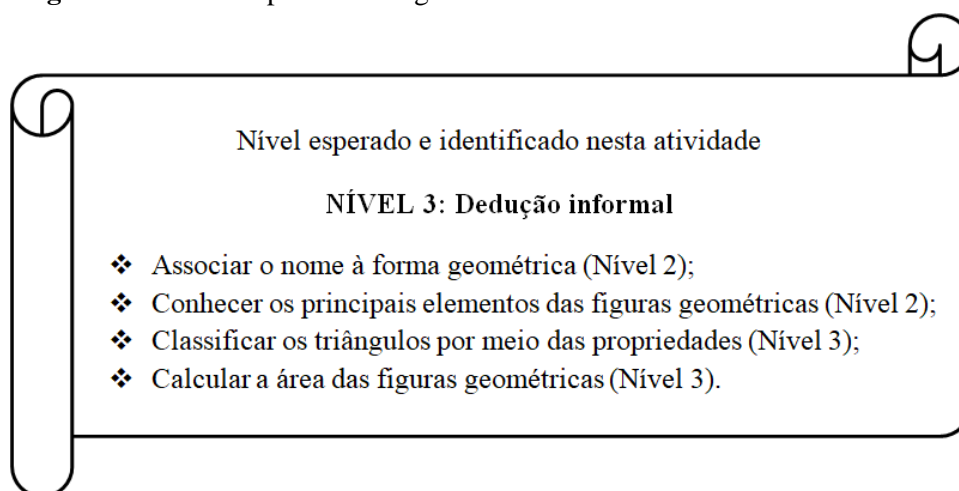 Nível esperado e identificado nesta atividade
NÍVEL 3: Dedução informal
❖ Associar o nome à forma geométrica (Nível 2);
❖ Conhecer os principais elementos das figuras geométricas (Nível 2);
❖ Classificar os triângulos por meio das propriedades (Nível 3);
❖ Calcular a área das figuras geométricas (Nível 3).